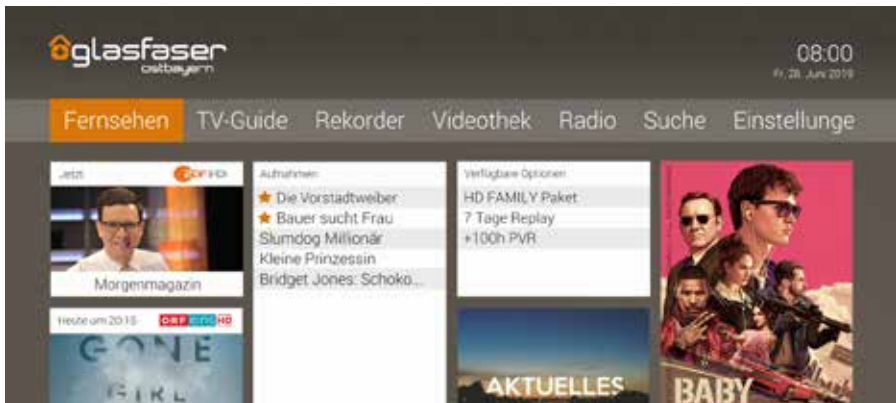 glasfaser
ostbayern
08:00
Fr, 28. Juni 2019
Fernsehen TV-Guide Rekorder Videothek Radio Suche Einstellunge
Jetzt ZDF HD
Morgenmagazin
Heute um 20:15 ORF eins HD
GONE
GIRL
Aufnahmen
Die Vorstadtweiber
Bauer sucht Frau
Slumdog Millionär
Kleine Prinzessin
Bridget Jones: Schoko...
Verfügbare Optionen
HD FAMILY Paket
7 Tage Replay
+100h PVR
AKTUELLES
BABY